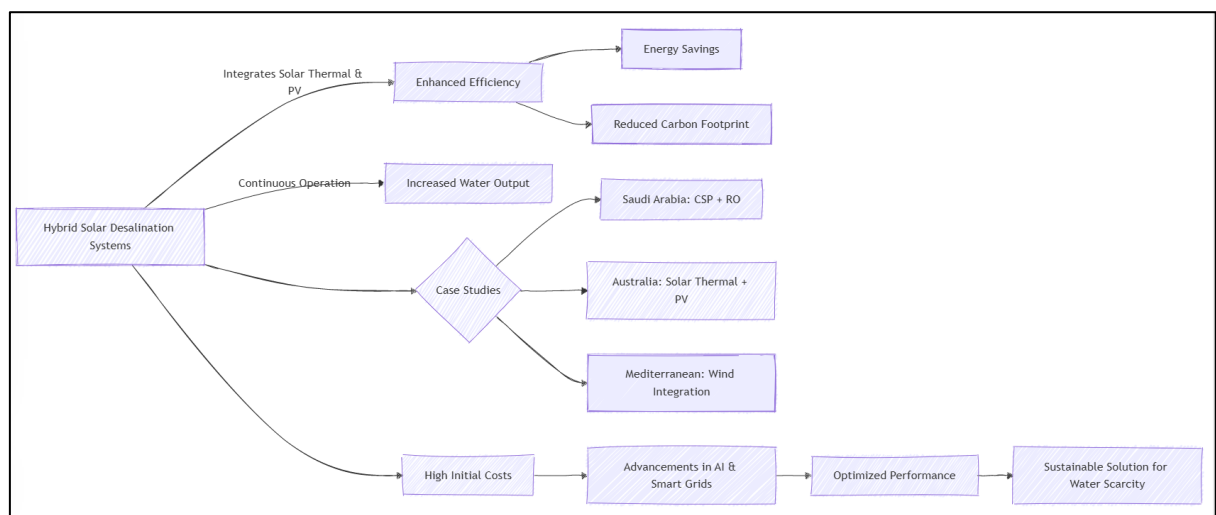 Energy Savings
Integrates Solar Thermal &
PV
Enhanced Efficiency
Reduced Carbon Footprint
Continuous Operation
Increased Water Output
Saudi Arabia: CSP + RO
Hybrid Solar Desalination
Systems
Case Studies
Australia: Solar Thermal +
PV
Mediterranean: Wind
Integration
High Initial Costs
Advancements in AI &
Smart Grids
Optimized Performance
Sustainable Solution for
Water Scarcity